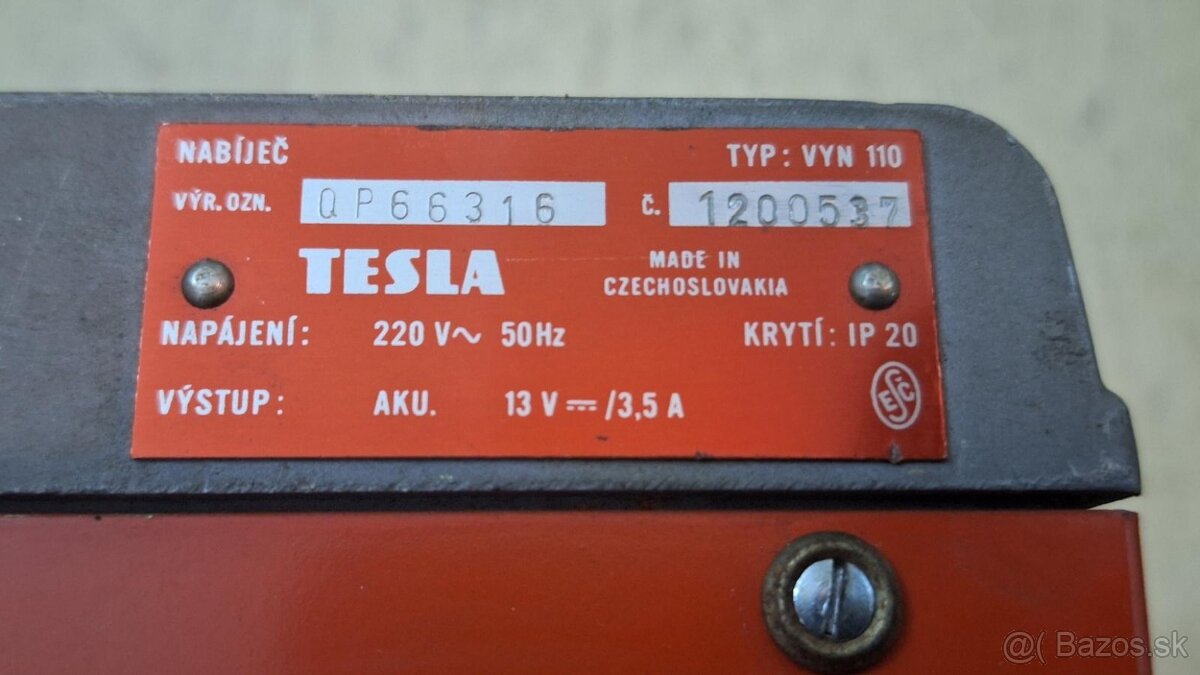 NABÍJEČ TYP: VYN 110
VÝR. OZN. QP66316 Č. 1200537
TESLA MADE IN
CZECHOSLOVAKIA
NAPÁJENÍ: 220 V~ 50Hz KRYTÍ: IP 20
VÝSTUP: AKU. 13 V ⎓ /3,5 A
ESČ
@( Bazos.sk